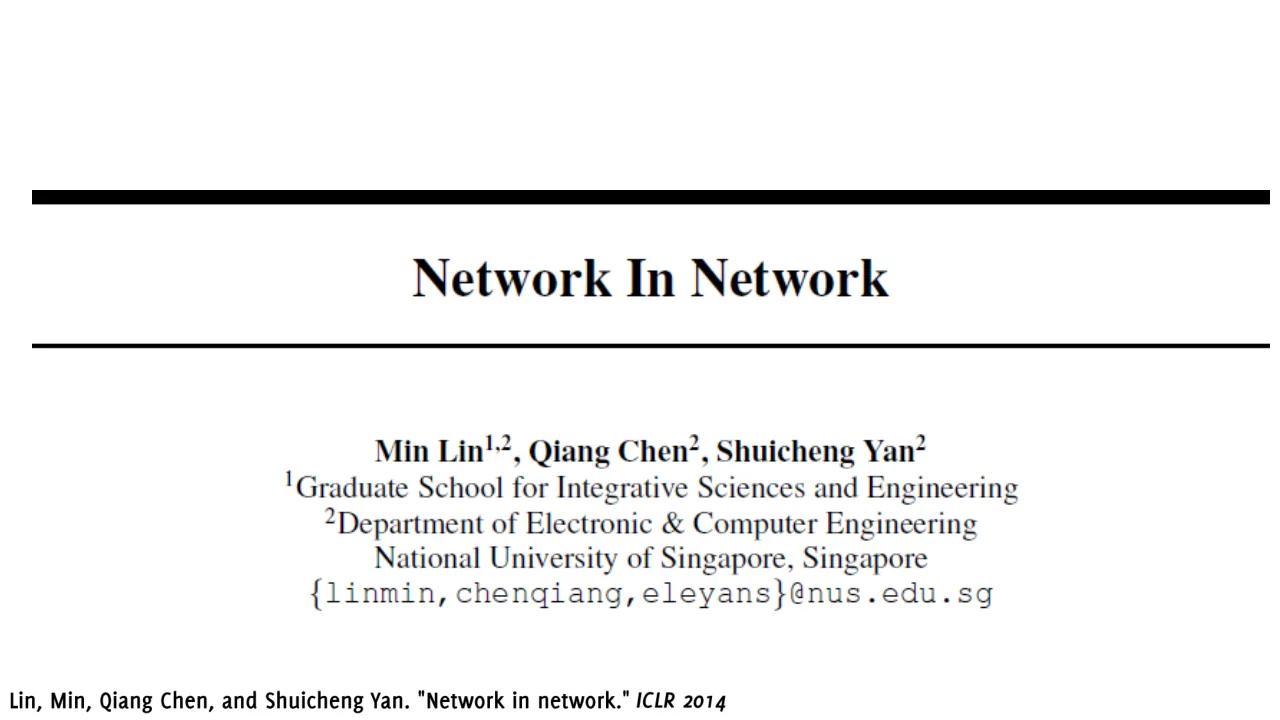 Network In Network
Min Lin1,2, Qiang Chen2, Shuicheng Yan2
1Graduate School for Integrative Sciences and Engineering
2Department of Electronic & Computer Engineering
National University of Singapore, Singapore
{linmin,chenqiang,eleyans}@nus.edu.sg
Lin, Min, Qiang Chen, and Shuicheng Yan. "Network in network." ICLR 2014